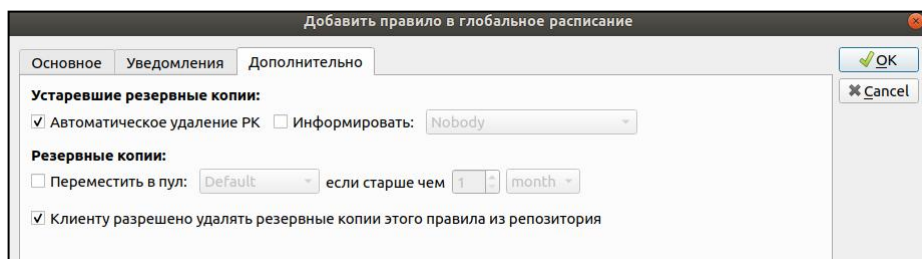 Добавить правило в глобальное расписание
Основное Уведомления Дополнительно
OK
Cancel
Устаревшие резервные копии:
Автоматическое удаление РК Информировать: Nobody
Резервные копии:
Переместить в пул: Default если старше чем 1 month
Клиенту разрешено удалять резервные копии этого правила из репозитория